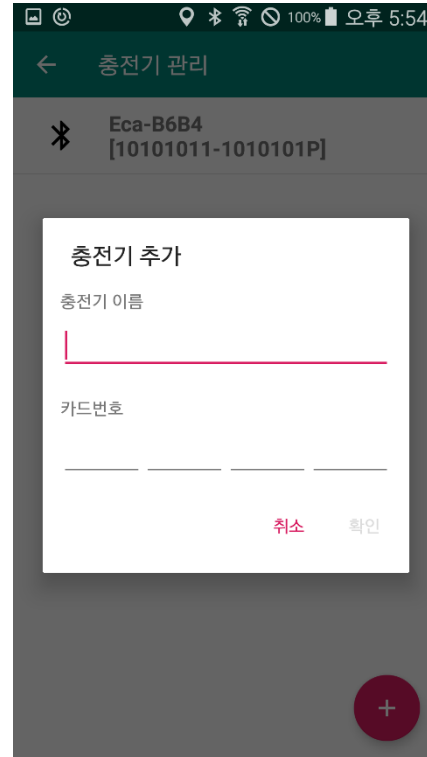 100% 오후 5:54
충전기 관리
Eca-B6B4
[10101011-1010101P]
충전기 추가
충전기 이름
카드번호
취소 확인